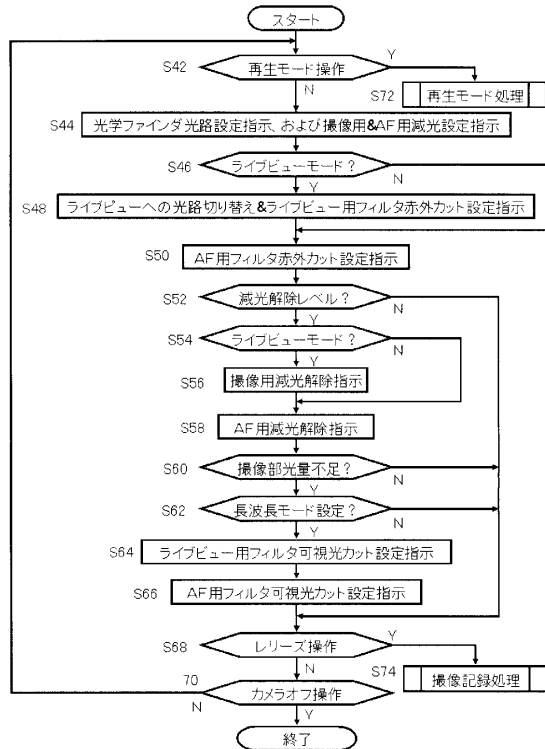 スタート
S42
再生モード操作
Y
N
S72
再生モード処理
S44
光学ファインダ光路設定指示、および撮像用&AF用減光設定指示
S46
ライブビューモード？
N
Y
S48
ライブビューへの光路切り替え&ライブビュー用フィルタ赤外カット設定指示
S50
AF用フィルタ赤外カット設定指示
S52
減光解除レベル？
N
Y
S54
ライブビューモード？
N
Y
S56
撮像用減光解除指示
S58
AF用減光解除指示
S60
撮像部光量不足？
N
Y
S62
長波長モード設定？
N
Y
S64
ライブビュー用フィルタ可視光カット設定指示
S66
AF用フィルタ可視光カット設定指示
S68
レリーズ操作
Y
N
S74
撮像記録処理
70
カメラオフ操作
N
Y
終了